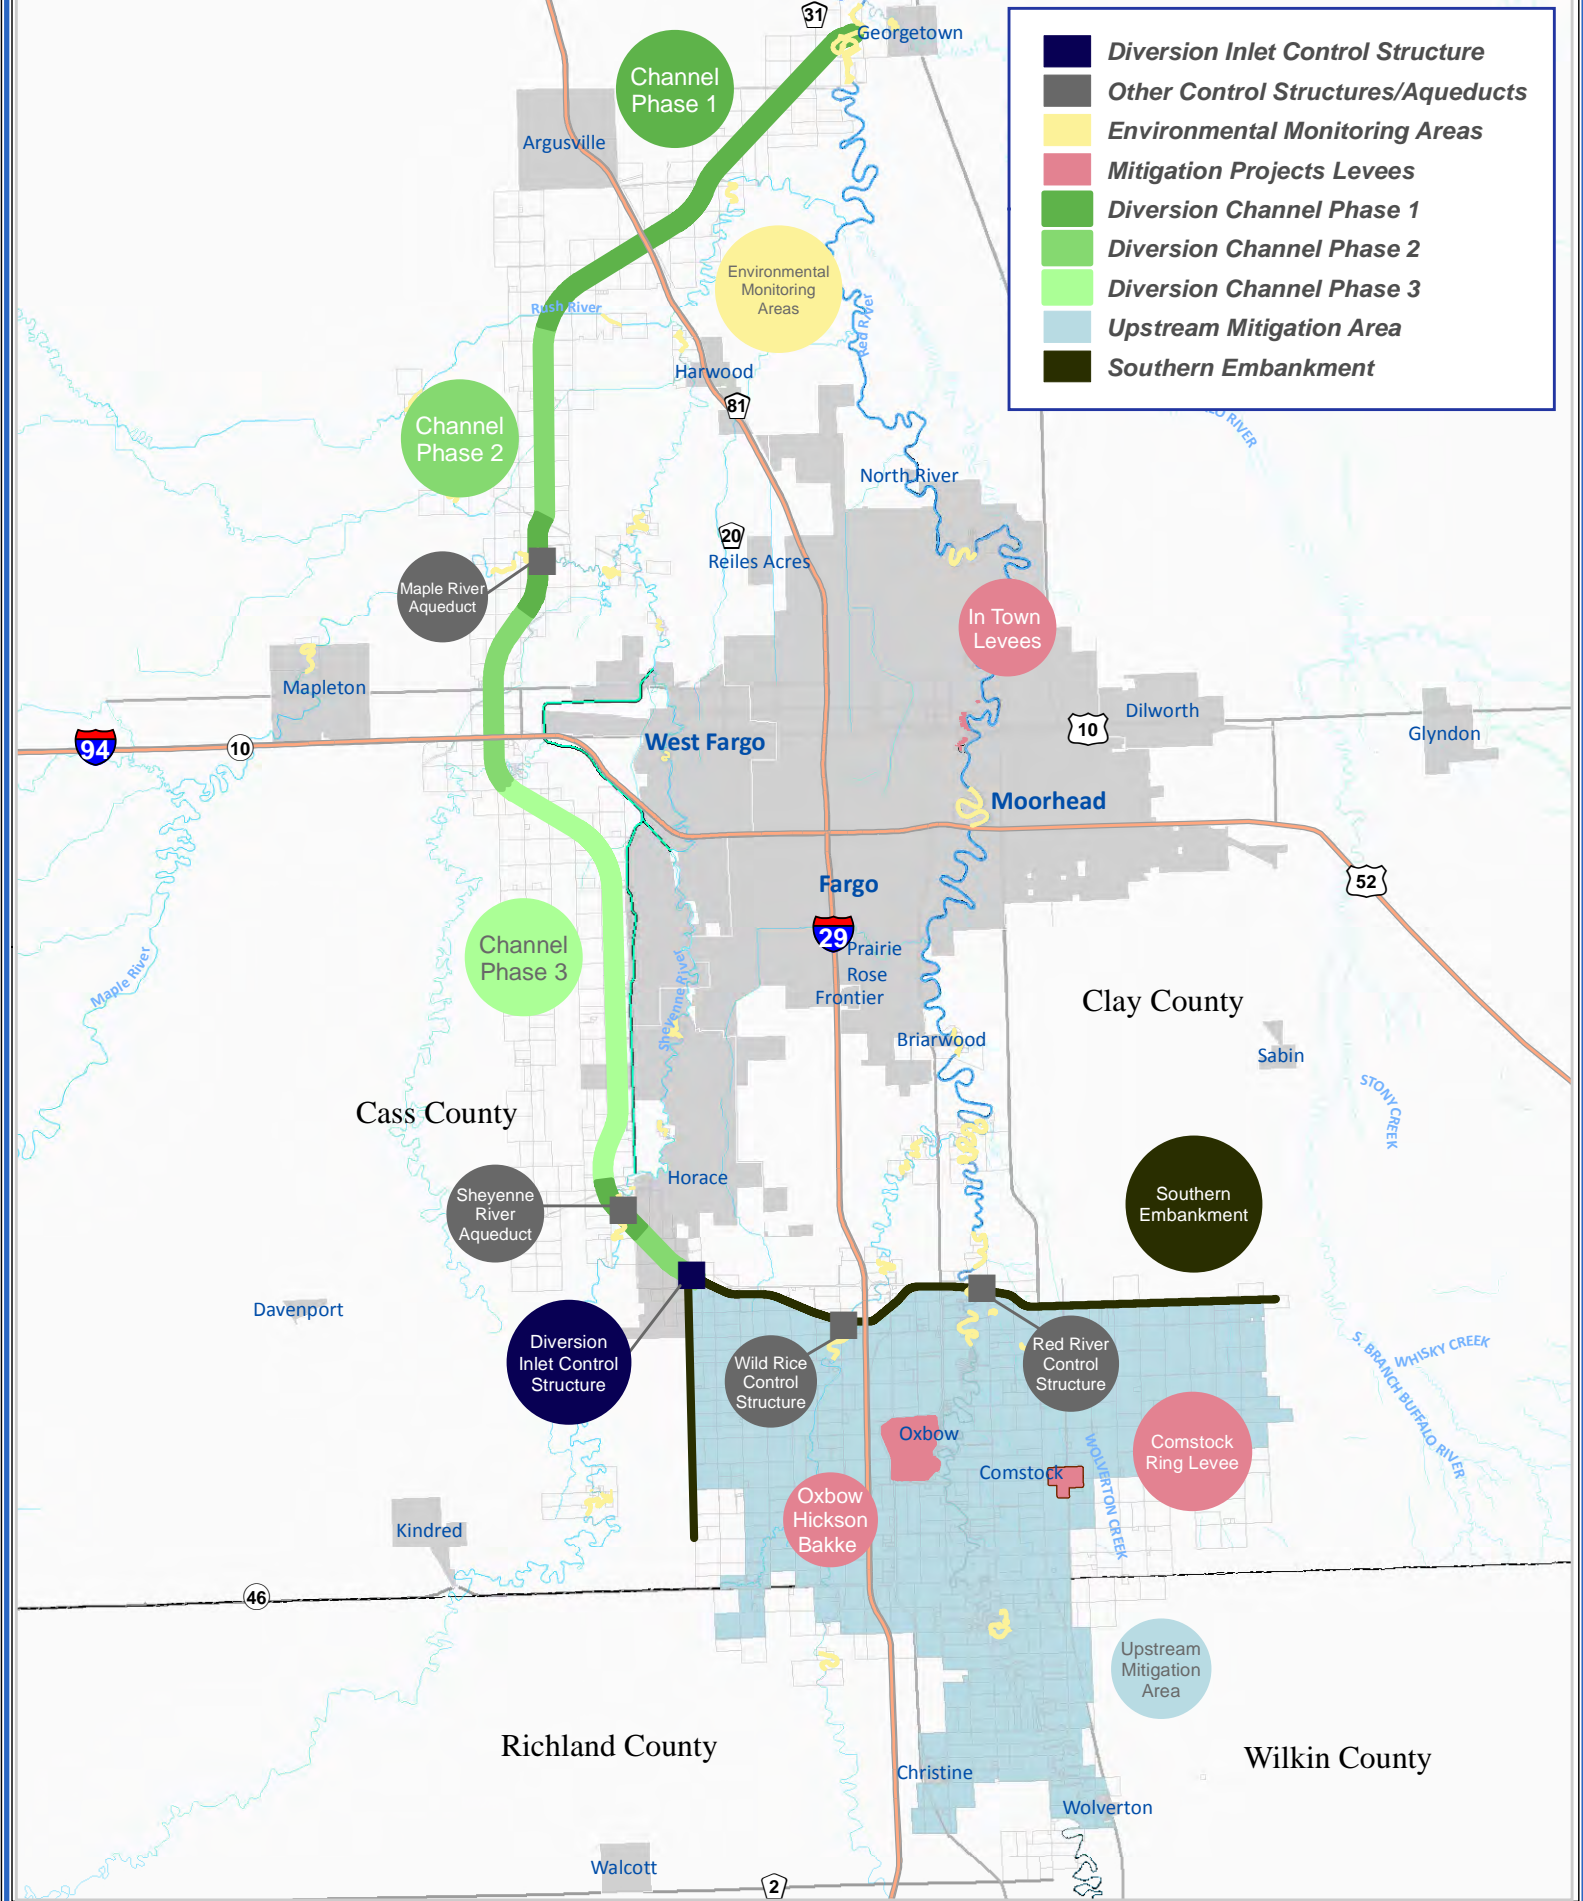 31
Georgetown
Diversion Inlet Control Structure
Other Control Structures/Aqueducts
Environmental Monitoring Areas
Mitigation Projects Levees
Diversion Channel Phase 1
Diversion Channel Phase 2
Diversion Channel Phase 3
Upstream Mitigation Area
Southern Embankment
Channel
Phase 1
Argusville
Environmental
Monitoring
Areas
Rush River
Red River
Harwood
81
Channel
Phase 2
LO RIVER
North River
20
Reiles Acres
Maple River
Aqueduct
In Town
Levees
Mapleton
Dilworth
10
Glyndon
94
10
West Fargo
Moorhead
Fargo
52
29
Prairie
Rose
Frontier
Channel
Phase 3
Maple River
Sheyenne River
Clay County
Briarwood
Sabin
STONY CREEK
Cass County
Horace
Sheyenne
River
Aqueduct
Southern
Embankment
Davenport
Diversion
Inlet Control
Structure
Wild Rice
Control
Structure
Red River
Control
Structure
S. BRANCH BUFFALO RIVER
WHISKY CREEK
Oxbow
Comstock
WOLVERTON CREEK
Comstock
Ring Levee
Oxbow
Hickson
Bakke
Kindred
46
Upstream
Mitigation
Area
Richland County
Wilkin County
Christine
Wolverton
Walcott
2